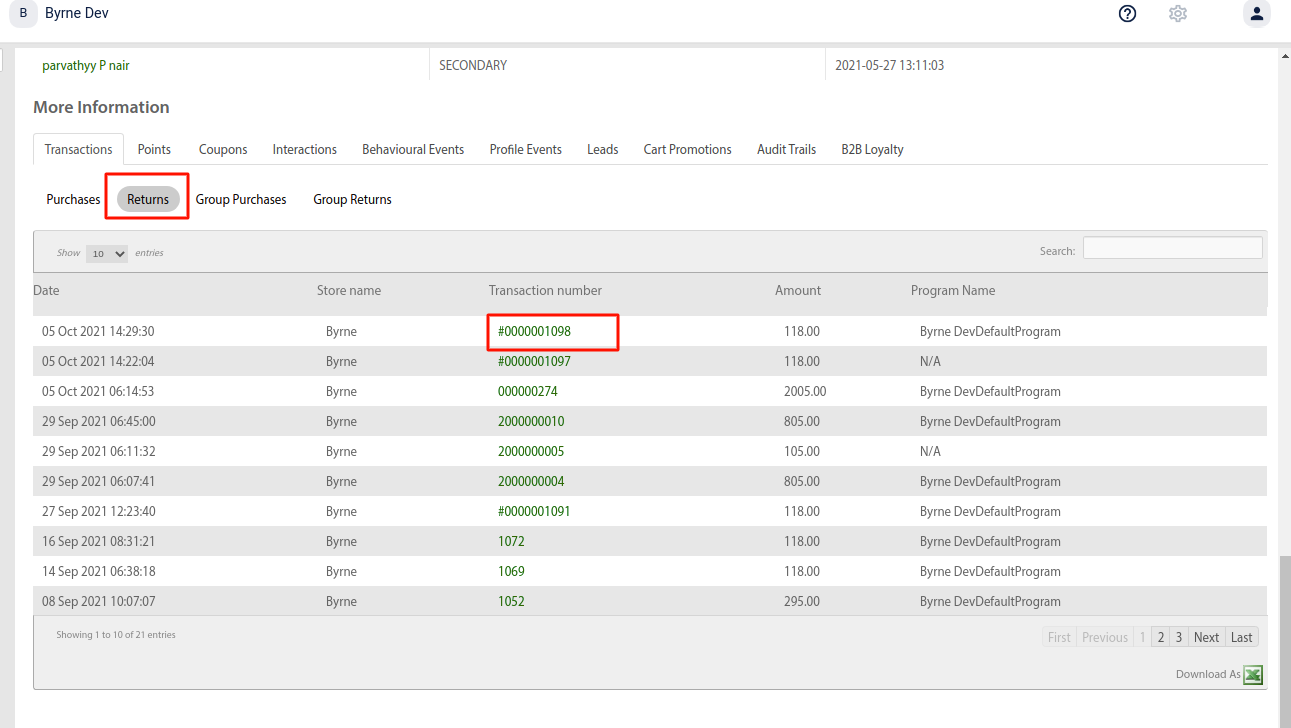 B Byrne Dev
parvathyy P nair SECONDARY 2021-05-27 13:11:03
More Information
Transactions Points Coupons Interactions Behavioural Events Profile Events Leads Cart Promotions Audit Trails B2B Loyalty
Purchases Returns Group Purchases Group Returns
Show 10 entries Search:
Date Store name Transaction number Amount Program Name
05 Oct 2021 14:29:30 Byrne #0000001098 118.00 Byrne DevDefaultProgram
05 Oct 2021 14:22:04 Byrne #0000001097 118.00 N/A
05 Oct 2021 06:14:53 Byrne 000000274 2005.00 Byrne DevDefaultProgram
29 Sep 2021 06:45:00 Byrne 2000000010 805.00 Byrne DevDefaultProgram
29 Sep 2021 06:11:32 Byrne 2000000005 105.00 N/A
29 Sep 2021 06:07:41 Byrne 2000000004 805.00 Byrne DevDefaultProgram
27 Sep 2021 12:23:40 Byrne #0000001091 118.00 Byrne DevDefaultProgram
16 Sep 2021 08:31:21 Byrne 1072 118.00 Byrne DevDefaultProgram
14 Sep 2021 06:38:18 Byrne 1069 118.00 Byrne DevDefaultProgram
08 Sep 2021 10:07:07 Byrne 1052 295.00 Byrne DevDefaultProgram
Showing 1 to 10 of 21 entries First Previous 1 2 3 Next Last
Download As